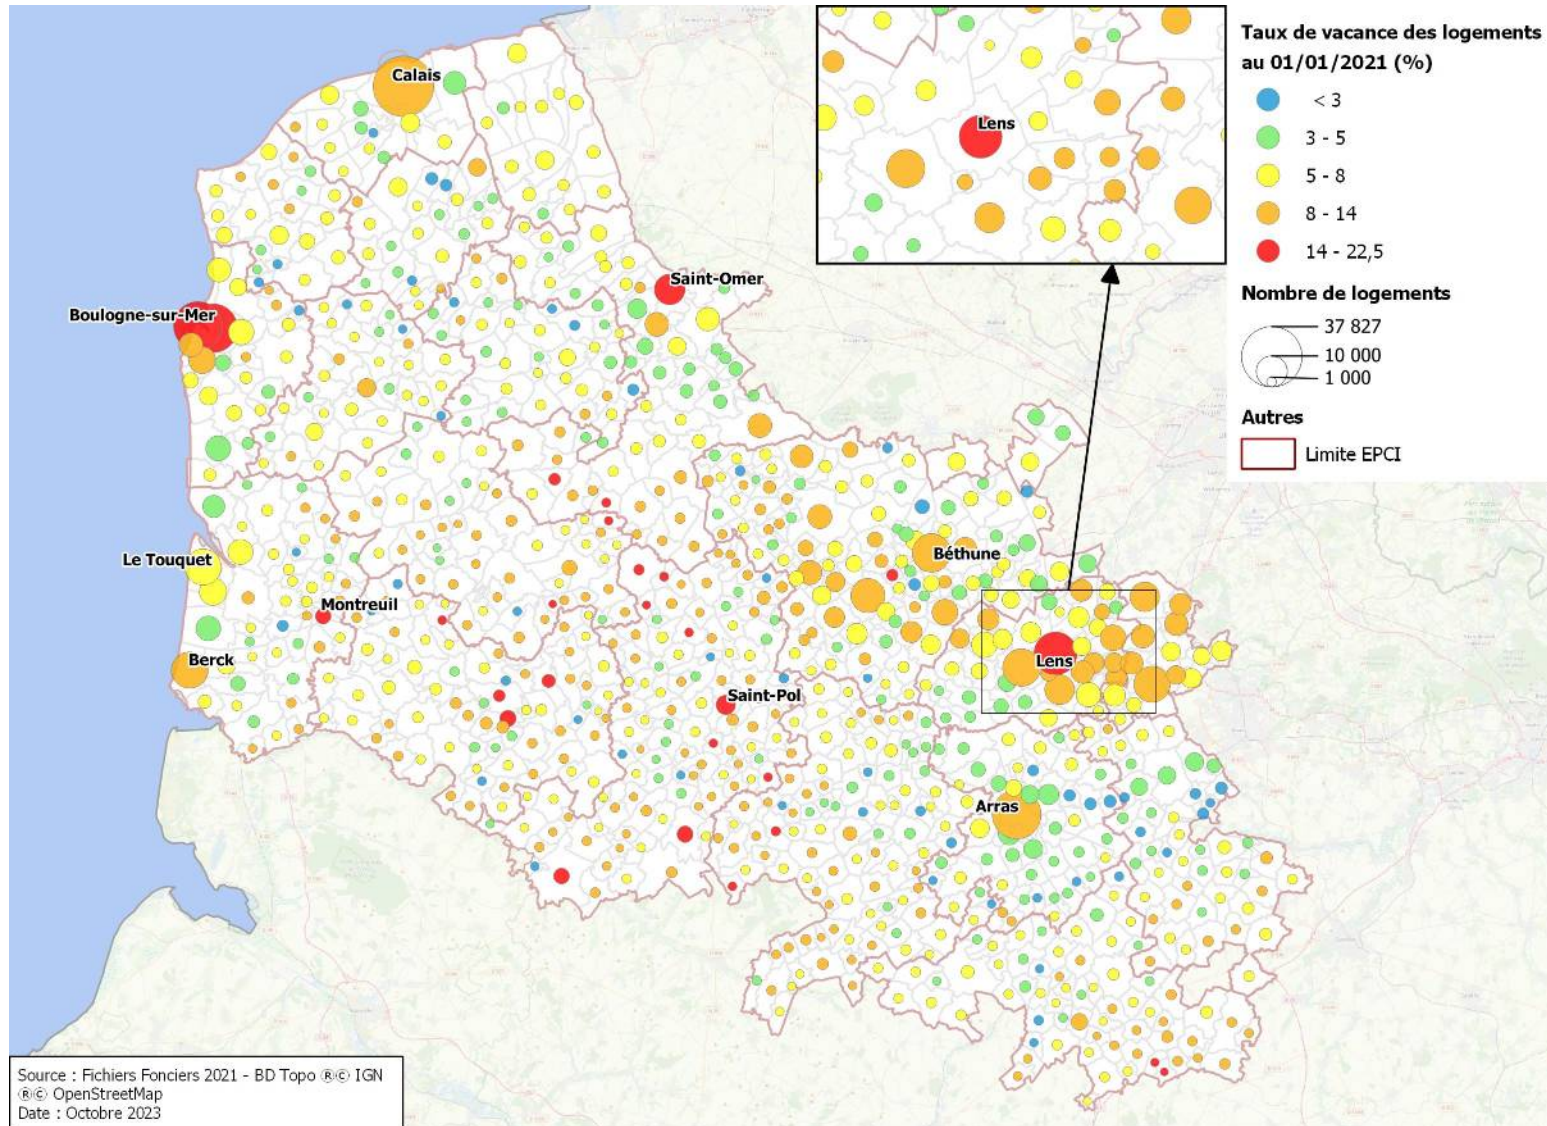 Calais
Lens
Saint-Omer
Boulogne-sur-Mer
Béthune
Le Touquet
Montreuil
Lens
Berck
Saint-Pol
Arras
Taux de vacance des logements
au 01/01/2021 (%)
< 3
3 - 5
5 - 8
8 - 14
14 - 22,5
Nombre de logements
37 827
10 000
1 000
Autres
Limite EPCI
Source : Fichiers Fonciers 2021 - BD Topo ®© IGN
®© OpenStreetMap
Date : Octobre 2023